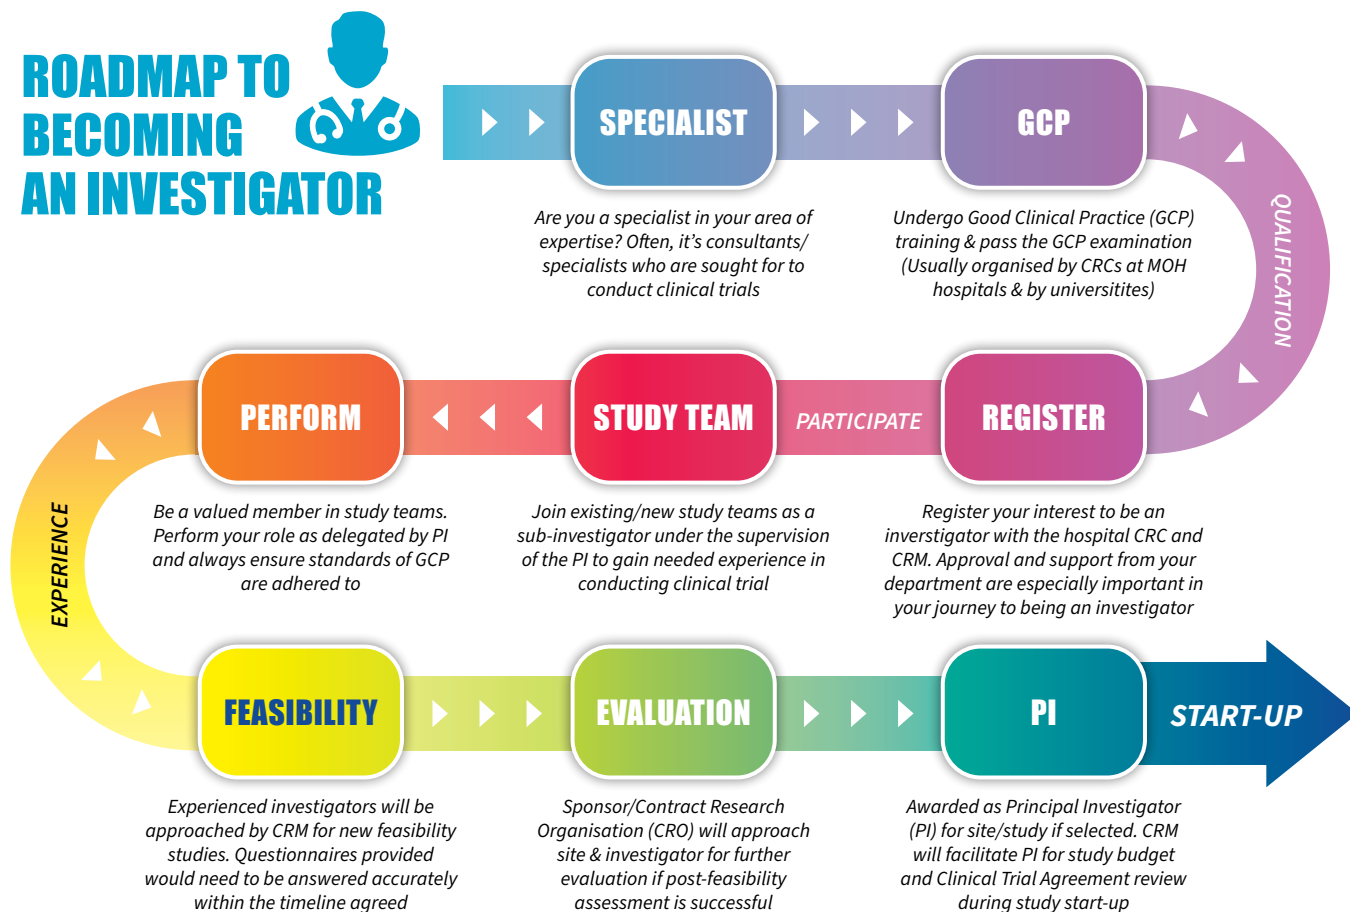 ROADMAP TO
BECOMING
AN INVESTIGATOR
SPECIALIST
Are you a specialist in your area of
expertise? Often, it's consultants/
specialists who are sought for to
conduct clinical trials
GCP
Undergo Good Clinical Practice (GCP)
training & pass the GCP examination
(Usually organised by CRCs at MOH
hospitals & by universitites)
QUALIFICATION
REGISTER
Register your interest to be an
inverstigator with the hospital CRC and
CRM. Approval and support from your
department are especially important in
your journey to being an investigator
PARTICIPATE
STUDY TEAM
Join existing/new study teams as a
sub-investigator under the supervision
of the PI to gain needed experience in
conducting clinical trial
PERFORM
Be a valued member in study teams.
Perform your role as delegated by PI
and always ensure standards of GCP
are adhered to
EXPERIENCE
FEASIBILITY
Experienced investigators will be
approached by CRM for new feasibility
studies. Questionnaires provided
would need to be answered accurately
within the timeline agreed
EVALUATION
Sponsor/Contract Research
Organisation (CRO) will approach
site & investigator for further
evaluation if post-feasibility
assessment is successful
PI
Awarded as Principal Investigator
(PI) for site/study if selected. CRM
will facilitate PI for study budget
and Clinical Trial Agreement review
during study start-up
START-UP